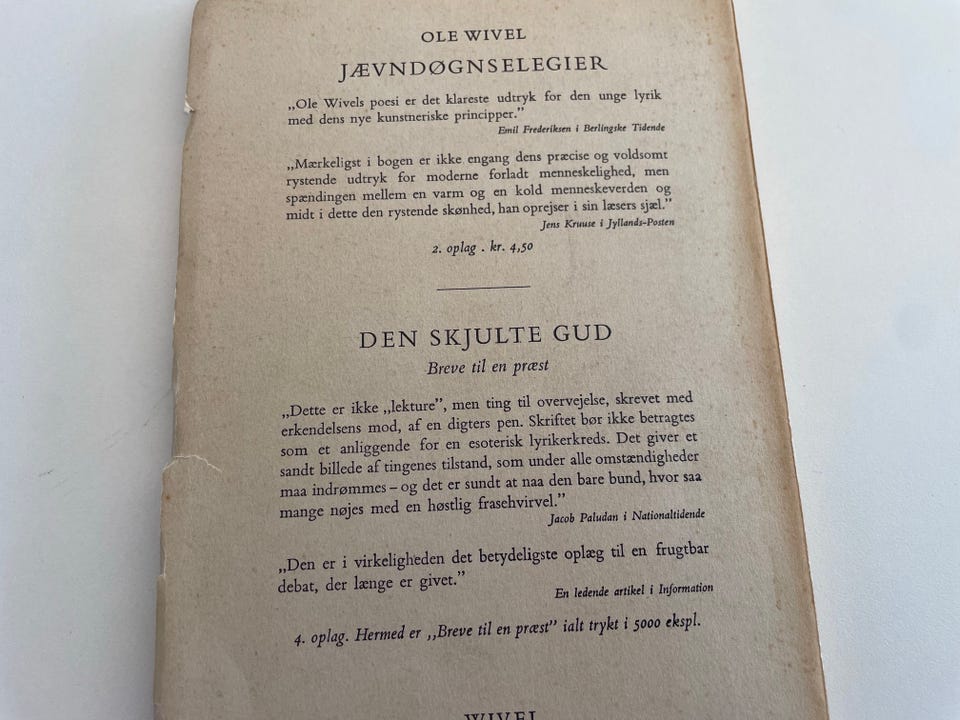 OLE WIVEL
JÆVNDØGNSELEGIER
„Ole Wivels poesi er det klareste udtryk for den unge lyrik
med dens nye kunstneriske principper.”
Emil Frederiksen i Berlingske Tidende
„Mærkeligst i bogen er ikke engang dens præcise og voldsomt
rystende udtryk for moderne forladt menneskelighed, men
spændingen mellem en varm og en kold menneskeverden og
midt i dette den rystende skønhed, han oprejser i sin læsers sjæl.”
Jens Kruuse i Jyllands-Posten
2. oplag . kr. 4,50
DEN SKJULTE GUD
Breve til en præst
„Dette er ikke „lekture”, men ting til overvejelse, skrevet med
erkendelsens mod, af en digters pen. Skriftet bør ikke betragtes
som et anliggende for en esoterisk lyrikerkreds. Det giver et
sandt billede af tingenes tilstand, som under alle omstændigheder
maa indrømmes – og det er sundt at naa den bare bund, hvor saa
mange nøjes med en høstlig frasehvirvel.”
Jacob Paludan i Nationaltidende
„Den er i virkeligheden det betydeligste oplæg til en frugtbar
debat, der længe er givet.”
En ledende artikel i Information
4. oplag. Hermed er „Breve til en præst” ialt trykt i 5000 ekspl.
WIVEL